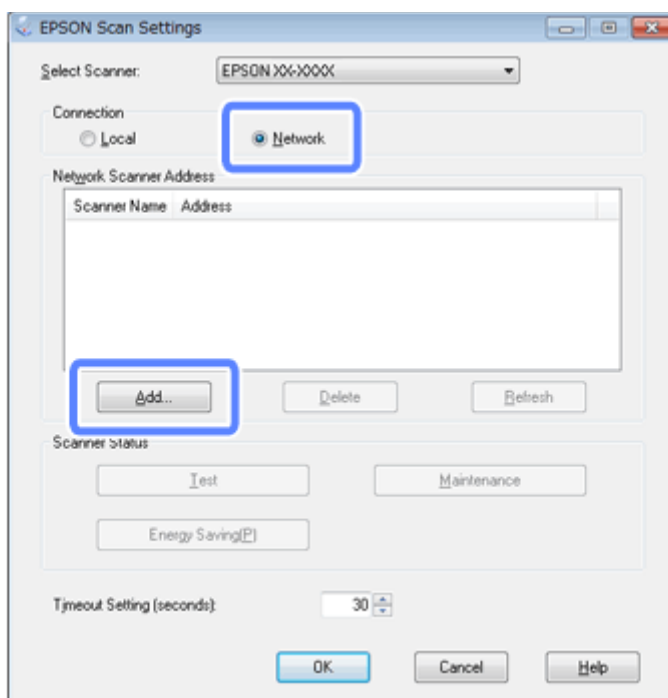 EPSON Scan Settings
Select Scanner: EPSON XX-XXXX
Connection
Local Network
Network Scanner Address
Scanner Name Address
Add... Delete Refresh
Scanner Status
Test Maintenance
Energy Saving(P)
Timeout Setting (seconds): 30
OK Cancel Help